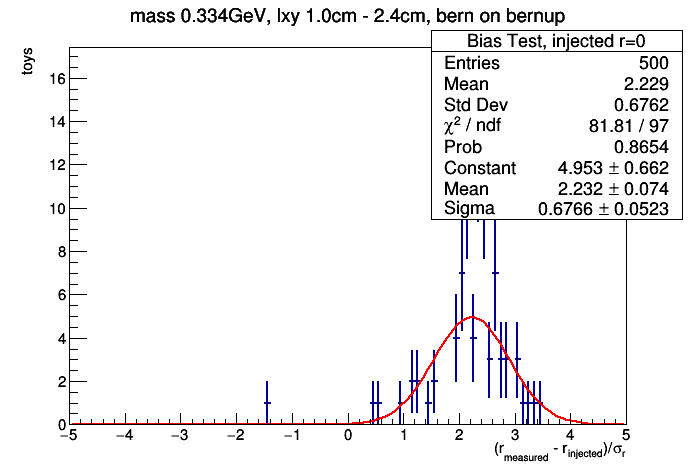 mass 0.334GeV, lxy 1.0cm - 2.4cm, bern on bernup
Bias Test, injected r=0
Entries 500
Mean 2.229
Std Dev 0.6762
χ² / ndf 81.81 / 97
Prob 0.8654
Constant 4.953 ± 0.662
Mean 2.232 ± 0.074
Sigma 0.6766 ± 0.0523
toys
16
14
12
10
8
6
4
2
0
−5 −4 −3 −2 −1 0 1 2 3 4 5
(r_measured - r_injected)/σ_r